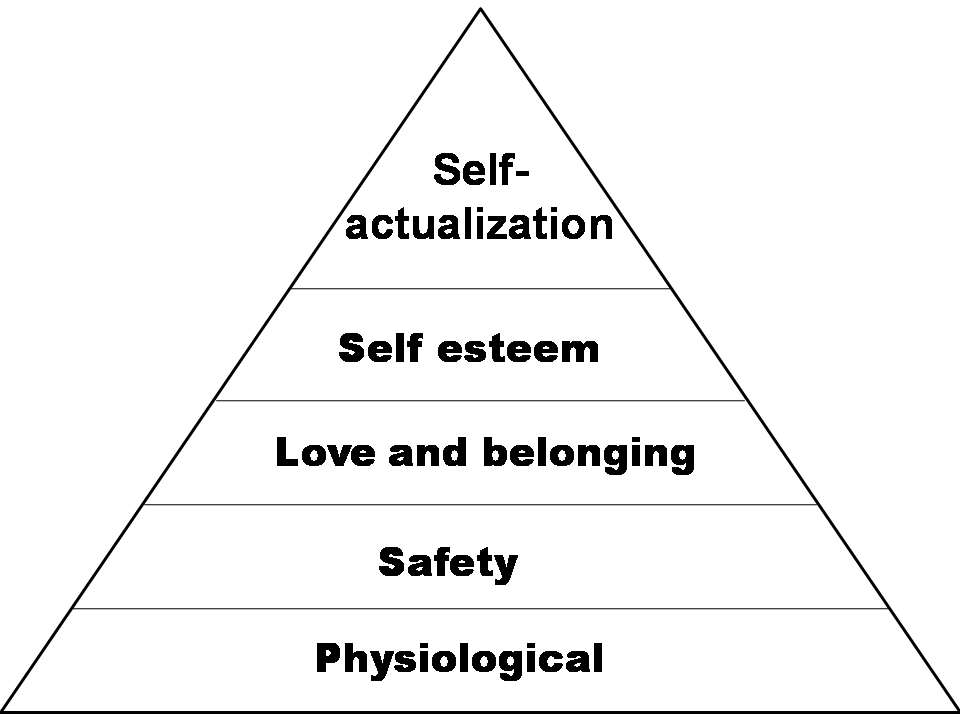 Self-
actualization
Self esteem
Love and belonging
Safety
Physiological